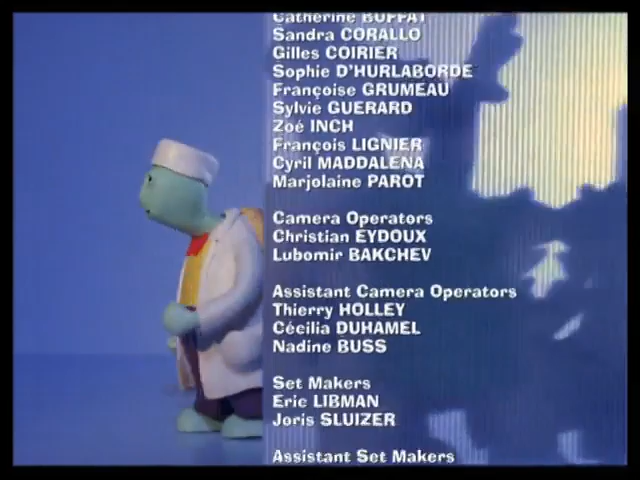 Catherine BUFFAT
Sandra CORALLO
Gilles COIRIER
Sophie D'HURLABORDE
Françoise GRUMEAU
Sylvie GUERARD
Zoé INCH
François LIGNIER
Cyril MADDALENA
Marjolaine PAROT
Camera Operators
Christian EYDOUX
Lubomir BAKCHEV
Assistant Camera Operators
Thierry HOLLEY
Cécilia DUHAMEL
Nadine BUSS
Set Makers
Eric LIBMAN
Joris SLUIZER
Assistant Set Makers